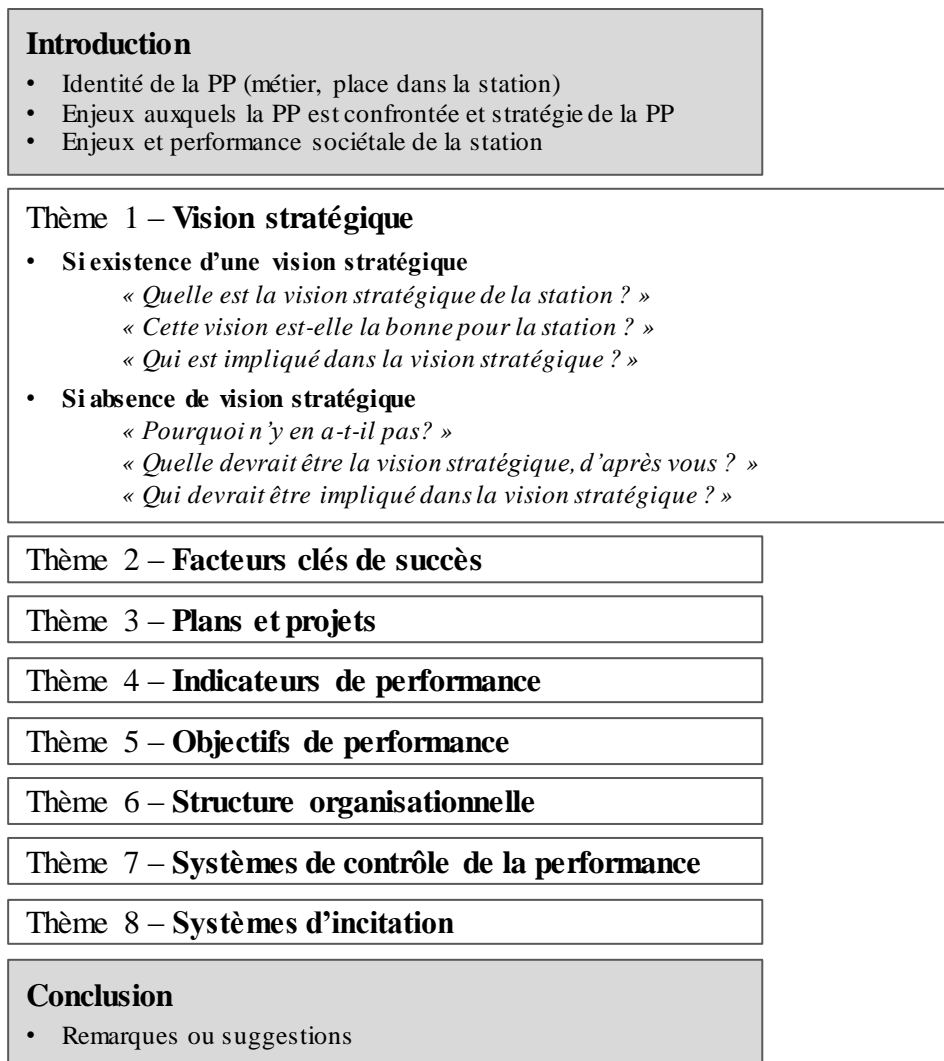 Introduction
• Identité de la PP (métier, place dans la station)
• Enjeux auxquels la PP est confrontée et stratégie de la PP
• Enjeux et performance sociétale de la station
Thème 1 – Vision stratégique
• Si existence d’une vision stratégique
« Quelle est la vision stratégique de la station ? »
« Cette vision est-elle la bonne pour la station ? »
« Qui est impliqué dans la vision stratégique ? »
• Si absence de vision stratégique
« Pourquoi n’y en a-t-il pas? »
« Quelle devrait être la vision stratégique, d’après vous ? »
« Qui devrait être impliqué dans la vision stratégique ? »
Thème 2 – Facteurs clés de succès
Thème 3 – Plans et projets
Thème 4 – Indicateurs de performance
Thème 5 – Objectifs de performance
Thème 6 – Structure organisationnelle
Thème 7 – Systèmes de contrôle de la performance
Thème 8 – Systèmes d’incitation
Conclusion
• Remarques ou suggestions